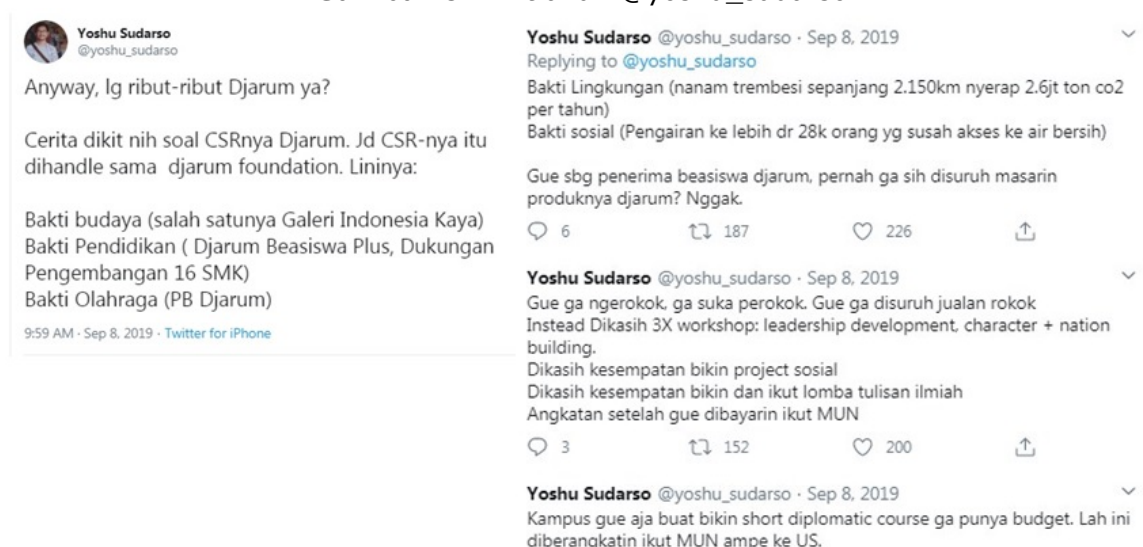 Yoshu Sudarso
@yoshu_sudarso
Anyway, lg ribut-ribut Djarum ya?
Cerita dikit nih soal CSRnya Djarum. Jd CSR-nya itu
dihandle sama djarum foundation. Lininya:
Bakti budaya (salah satunya Galeri Indonesia Kaya)
Bakti Pendidikan ( Djarum Beasiswa Plus, Dukungan
Pengembangan 16 SMK)
Bakti Olahraga (PB Djarum)
9:59 AM · Sep 8, 2019 · Twitter for iPhone
Yoshu Sudarso @yoshu_sudarso · Sep 8, 2019
Replying to @yoshu_sudarso
Bakti Lingkungan (nanam trembesi sepanjang 2.150km nyerap 2.6jt ton co2
per tahun)
Bakti sosial (Pengairan ke lebih dr 28k orang yg susah akses ke air bersih)
Gue sbg penerima beasiswa djarum, pernah ga sih disuruh masarin
produknya djarum? Nggak.
6 187 226
Yoshu Sudarso @yoshu_sudarso · Sep 8, 2019
Gue ga ngerokok, ga suka perokok. Gue ga disuruh jualan rokok
Instead Dikasih 3X workshop: leadership development, character + nation
building.
Dikasih kesempatan bikin project sosial
Dikasih kesempatan bikin dan ikut lomba tulisan ilmiah
Angkatan setelah gue dibayarin ikut MUN
3 152 200
Yoshu Sudarso @yoshu_sudarso · Sep 8, 2019
Kampus gue aja buat bikin short diplomatic course ga punya budget. Lah ini
diberangkatin ikut MUN ampe ke US.